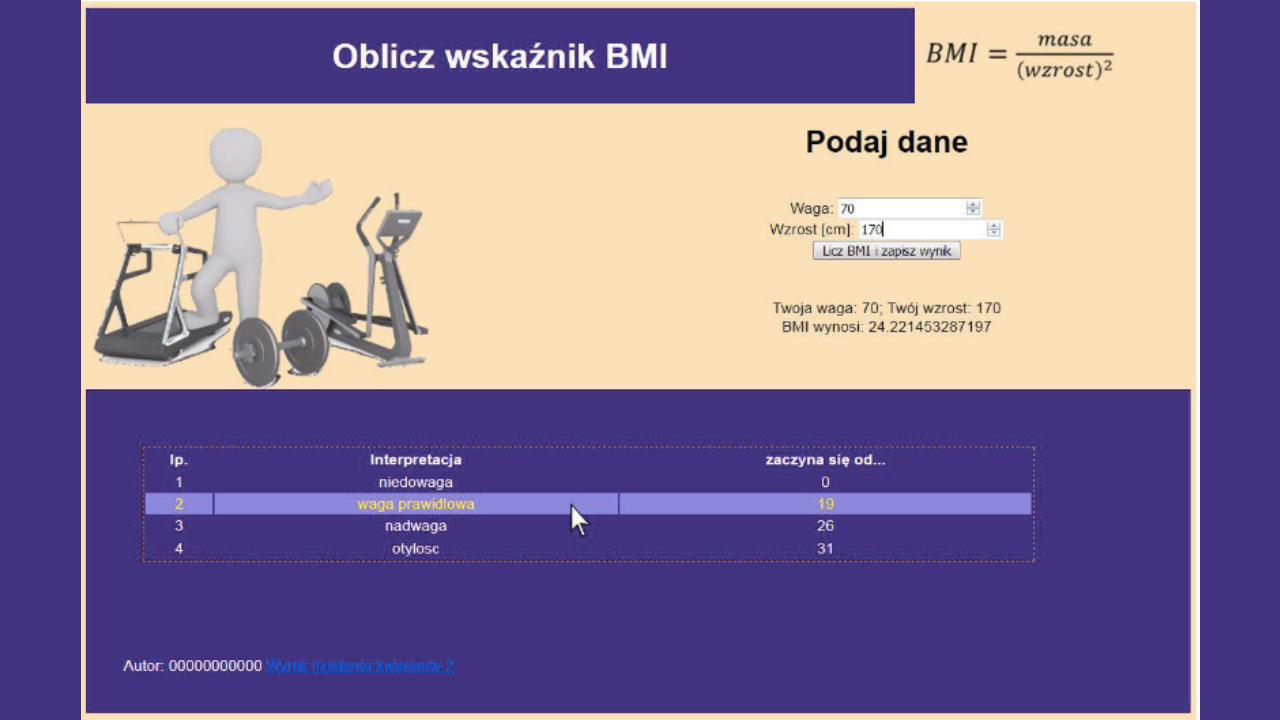 Oblicz wskaźnik BMI
BMI = masa / (wzrost)²
Podaj dane
Waga: 70
Wzrost [cm]: 170
Licz BMI i zapisz wynik
Twoja waga: 70; Twój wzrost: 170
BMI wynosi: 24.221453287197
lp. Interpretacja zaczyna się od...
1 niedowaga 0
2 waga prawidlowa 19
3 nadwaga 26
4 otylosc 31
Autor: 00000000000